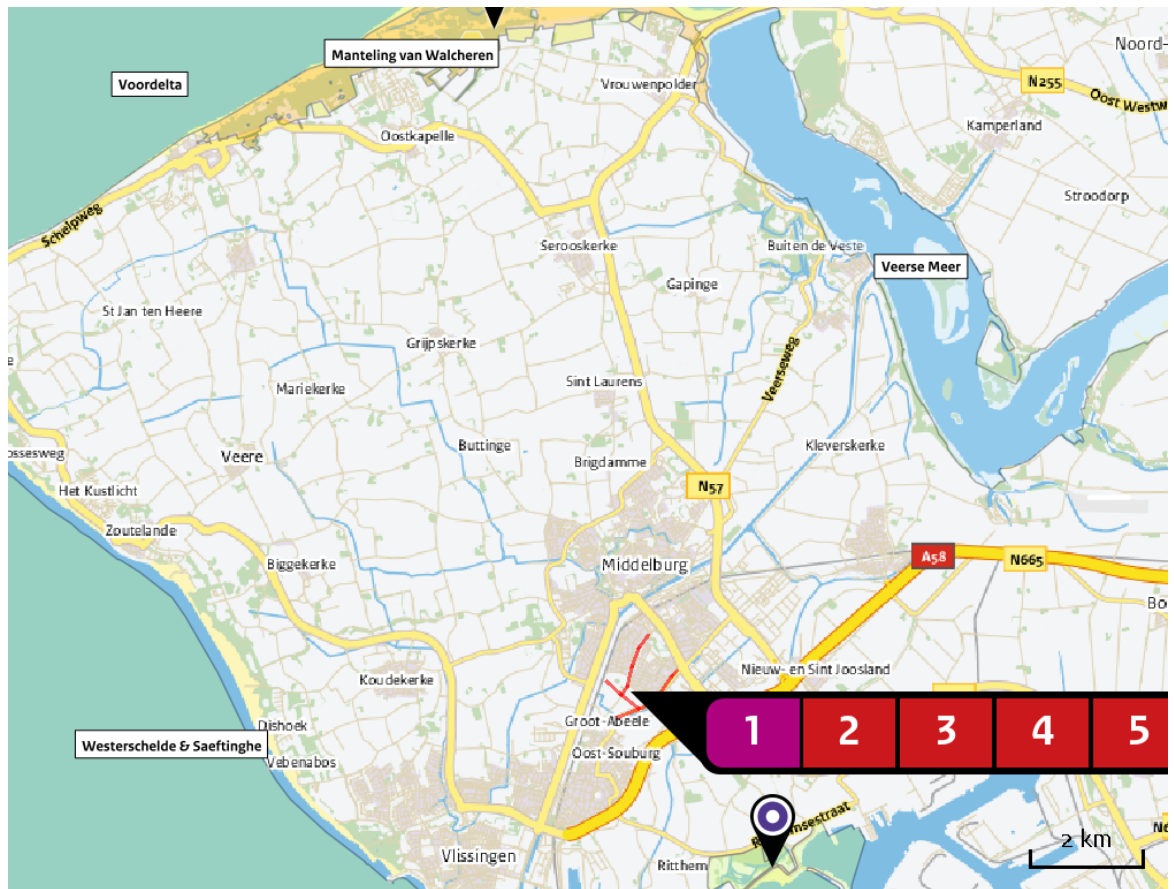 Manteling van Walcheren
Voordelta
Vrouwenpolder
Noord-
N255
Oost Westw
Kamperland
Oostkapelle
Stroodorp
Schelpweg
Serooskerke
Buiten de Veste
Veerse Meer
Gapinge
St Jan ten Heere
Grijpskerke
Veerseweg
Sint Laurens
Mariekerke
Buttinge
Kleverskerke
ossesweg
Veere
Brigdamme
N57
Het Kustlicht
Zoutelande
A58
N665
Biggekerke
Middelburg
Bo
Koudekerke
Nieuw- en Sint Joosland
Groot-Abeele
1 2 3 4 5
Dishoek
Westerschelde & Saeftinghe
Oost-Souburg
Vebenabos
2 km
Vlissingen
Ritthem